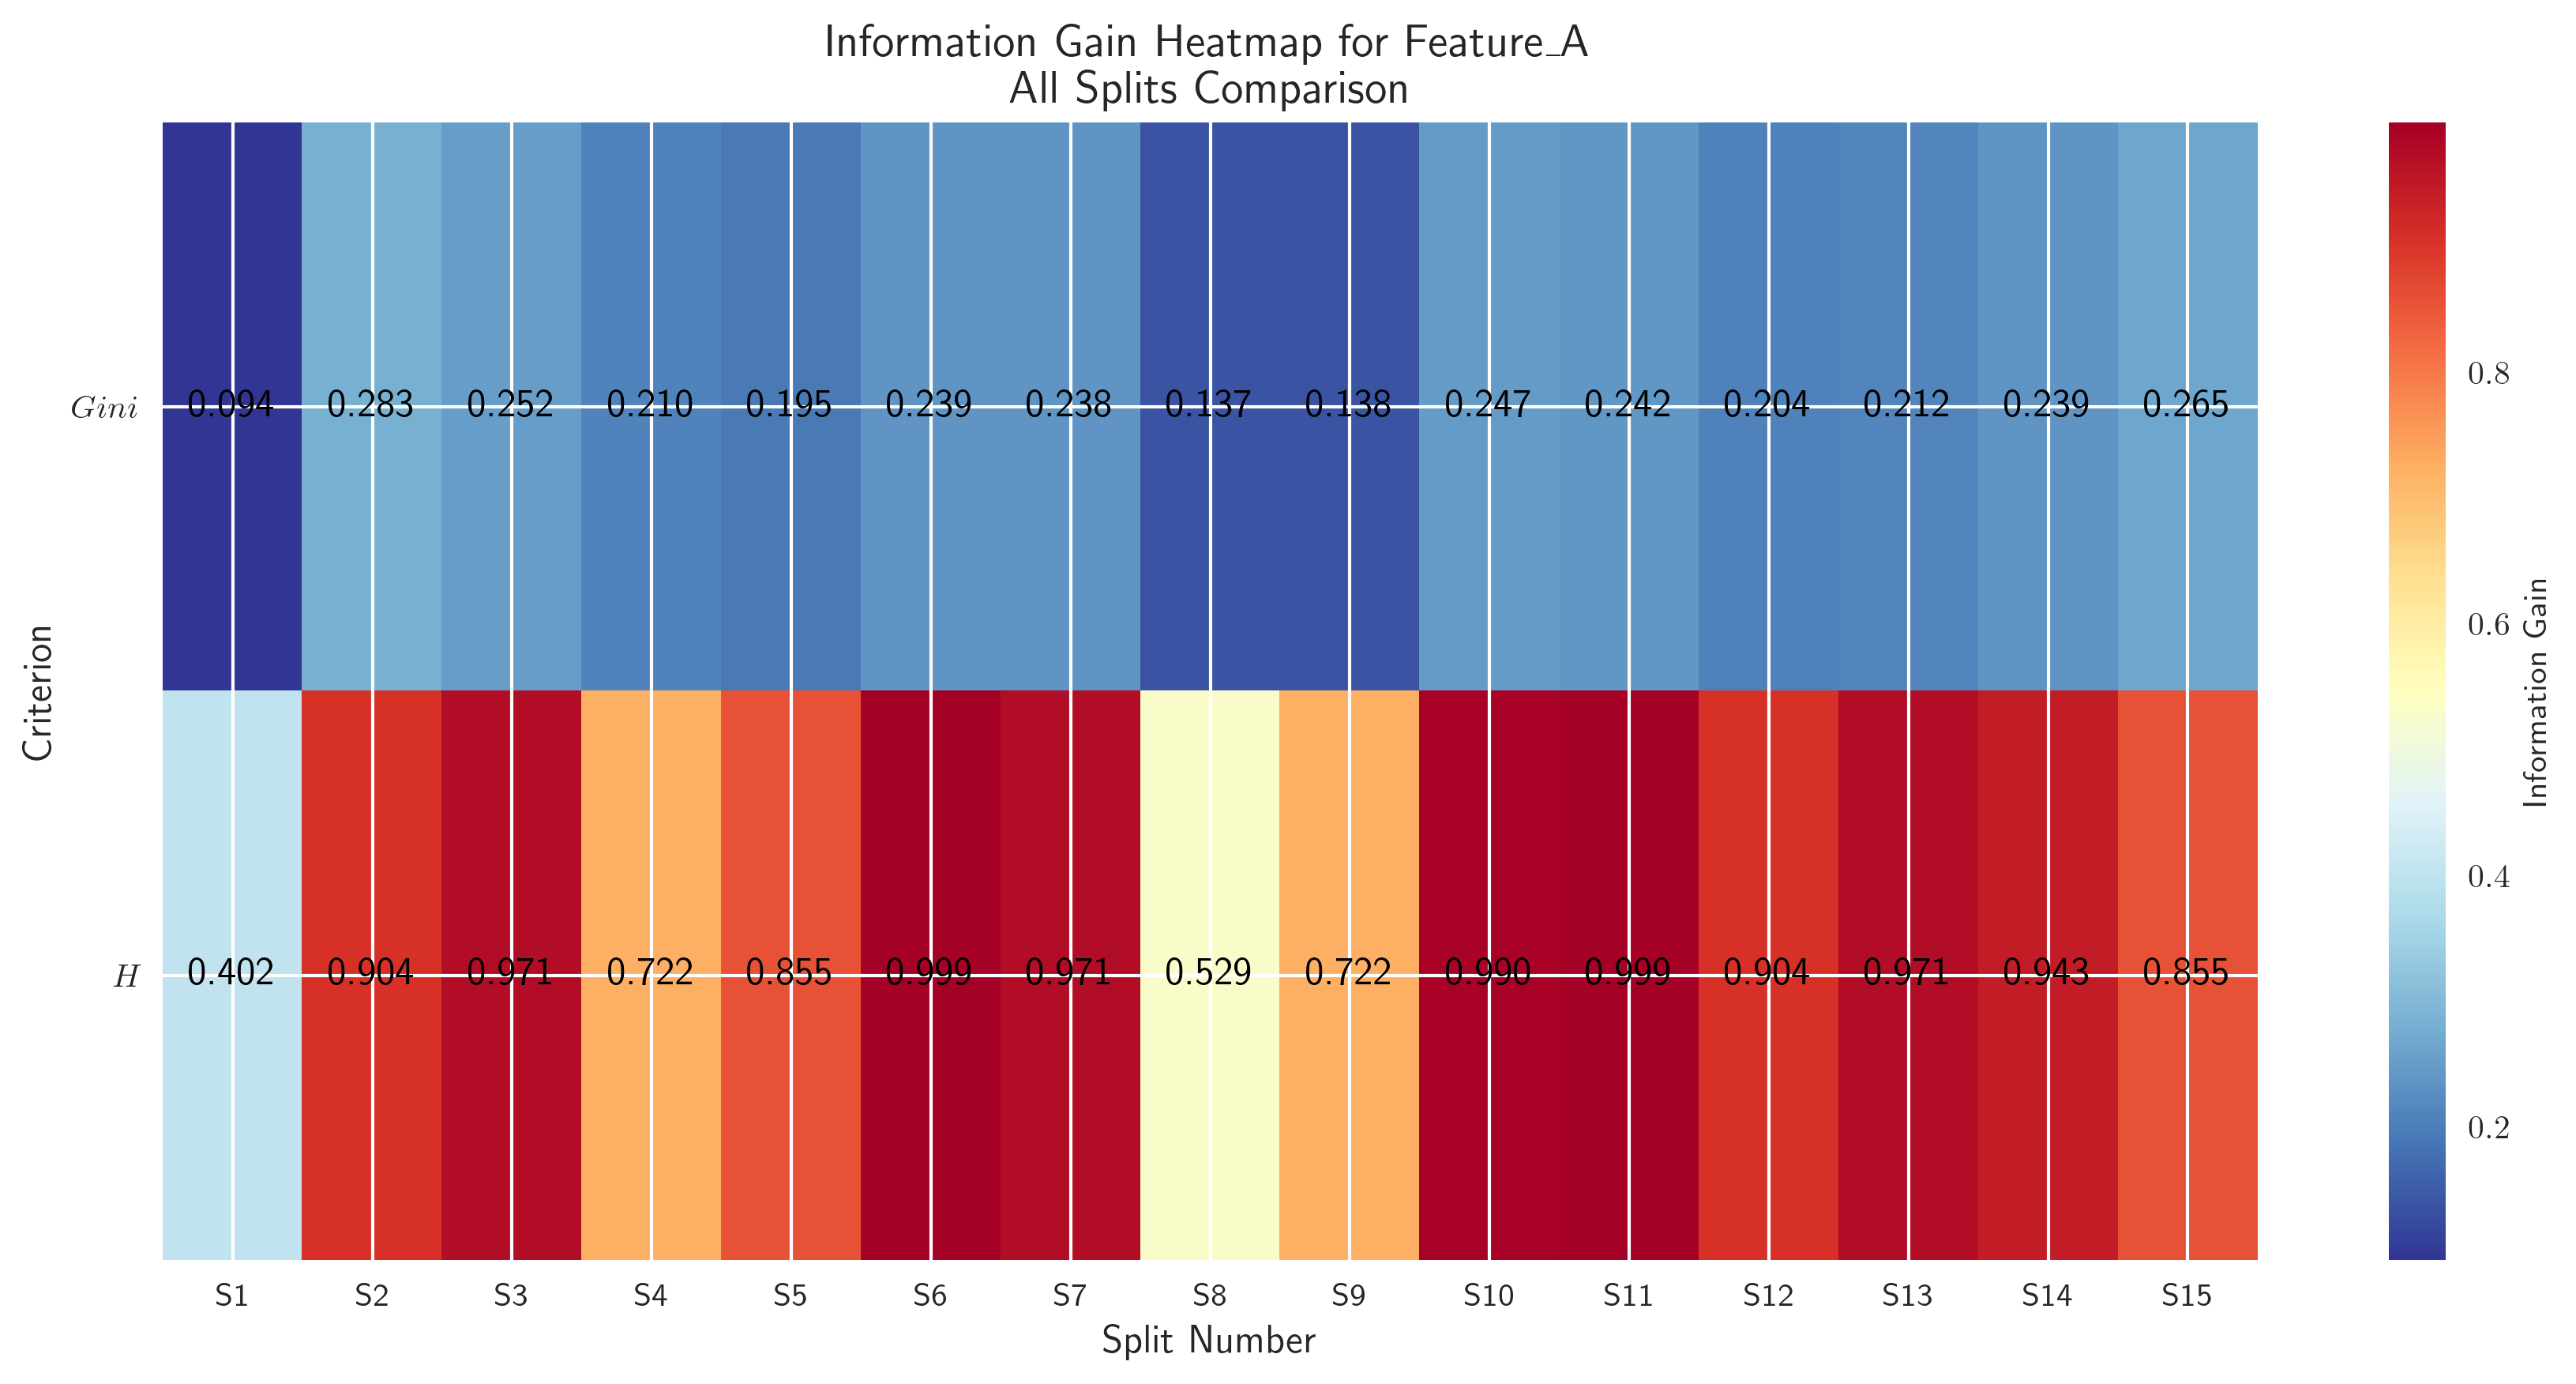 Information Gain Heatmap for Feature_A
All Splits Comparison
Criterion
Gini 0.094 0.283 0.252 0.210 0.195 0.239 0.238 0.137 0.138 0.247 0.242 0.204 0.212 0.239 0.265
H 0.402 0.904 0.971 0.722 0.855 0.999 0.971 0.529 0.722 0.990 0.999 0.904 0.971 0.943 0.855
S1 S2 S3 S4 S5 S6 S7 S8 S9 S10 S11 S12 S13 S14 S15
Split Number
0.8
0.6
0.4
0.2
Information Gain